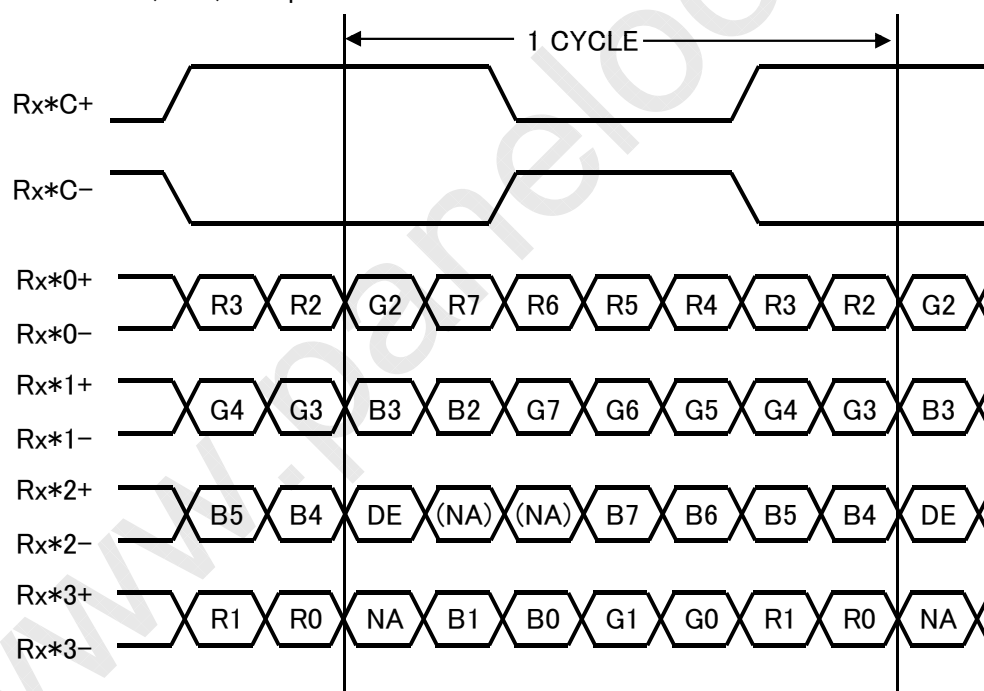 1 CYCLE
Rx*C+
Rx*C-
Rx*0+
R3 R2 G2 R7 R6 R5 R4 R3 R2 G2
Rx*0-
Rx*1+
G4 G3 B3 B2 G7 G6 G5 G4 G3 B3
Rx*1-
Rx*2+
B5 B4 DE (NA) (NA) B7 B6 B5 B4 DE
Rx*2-
Rx*3+
R1 R0 NA B1 B0 G1 G0 R1 R0 NA
Rx*3-